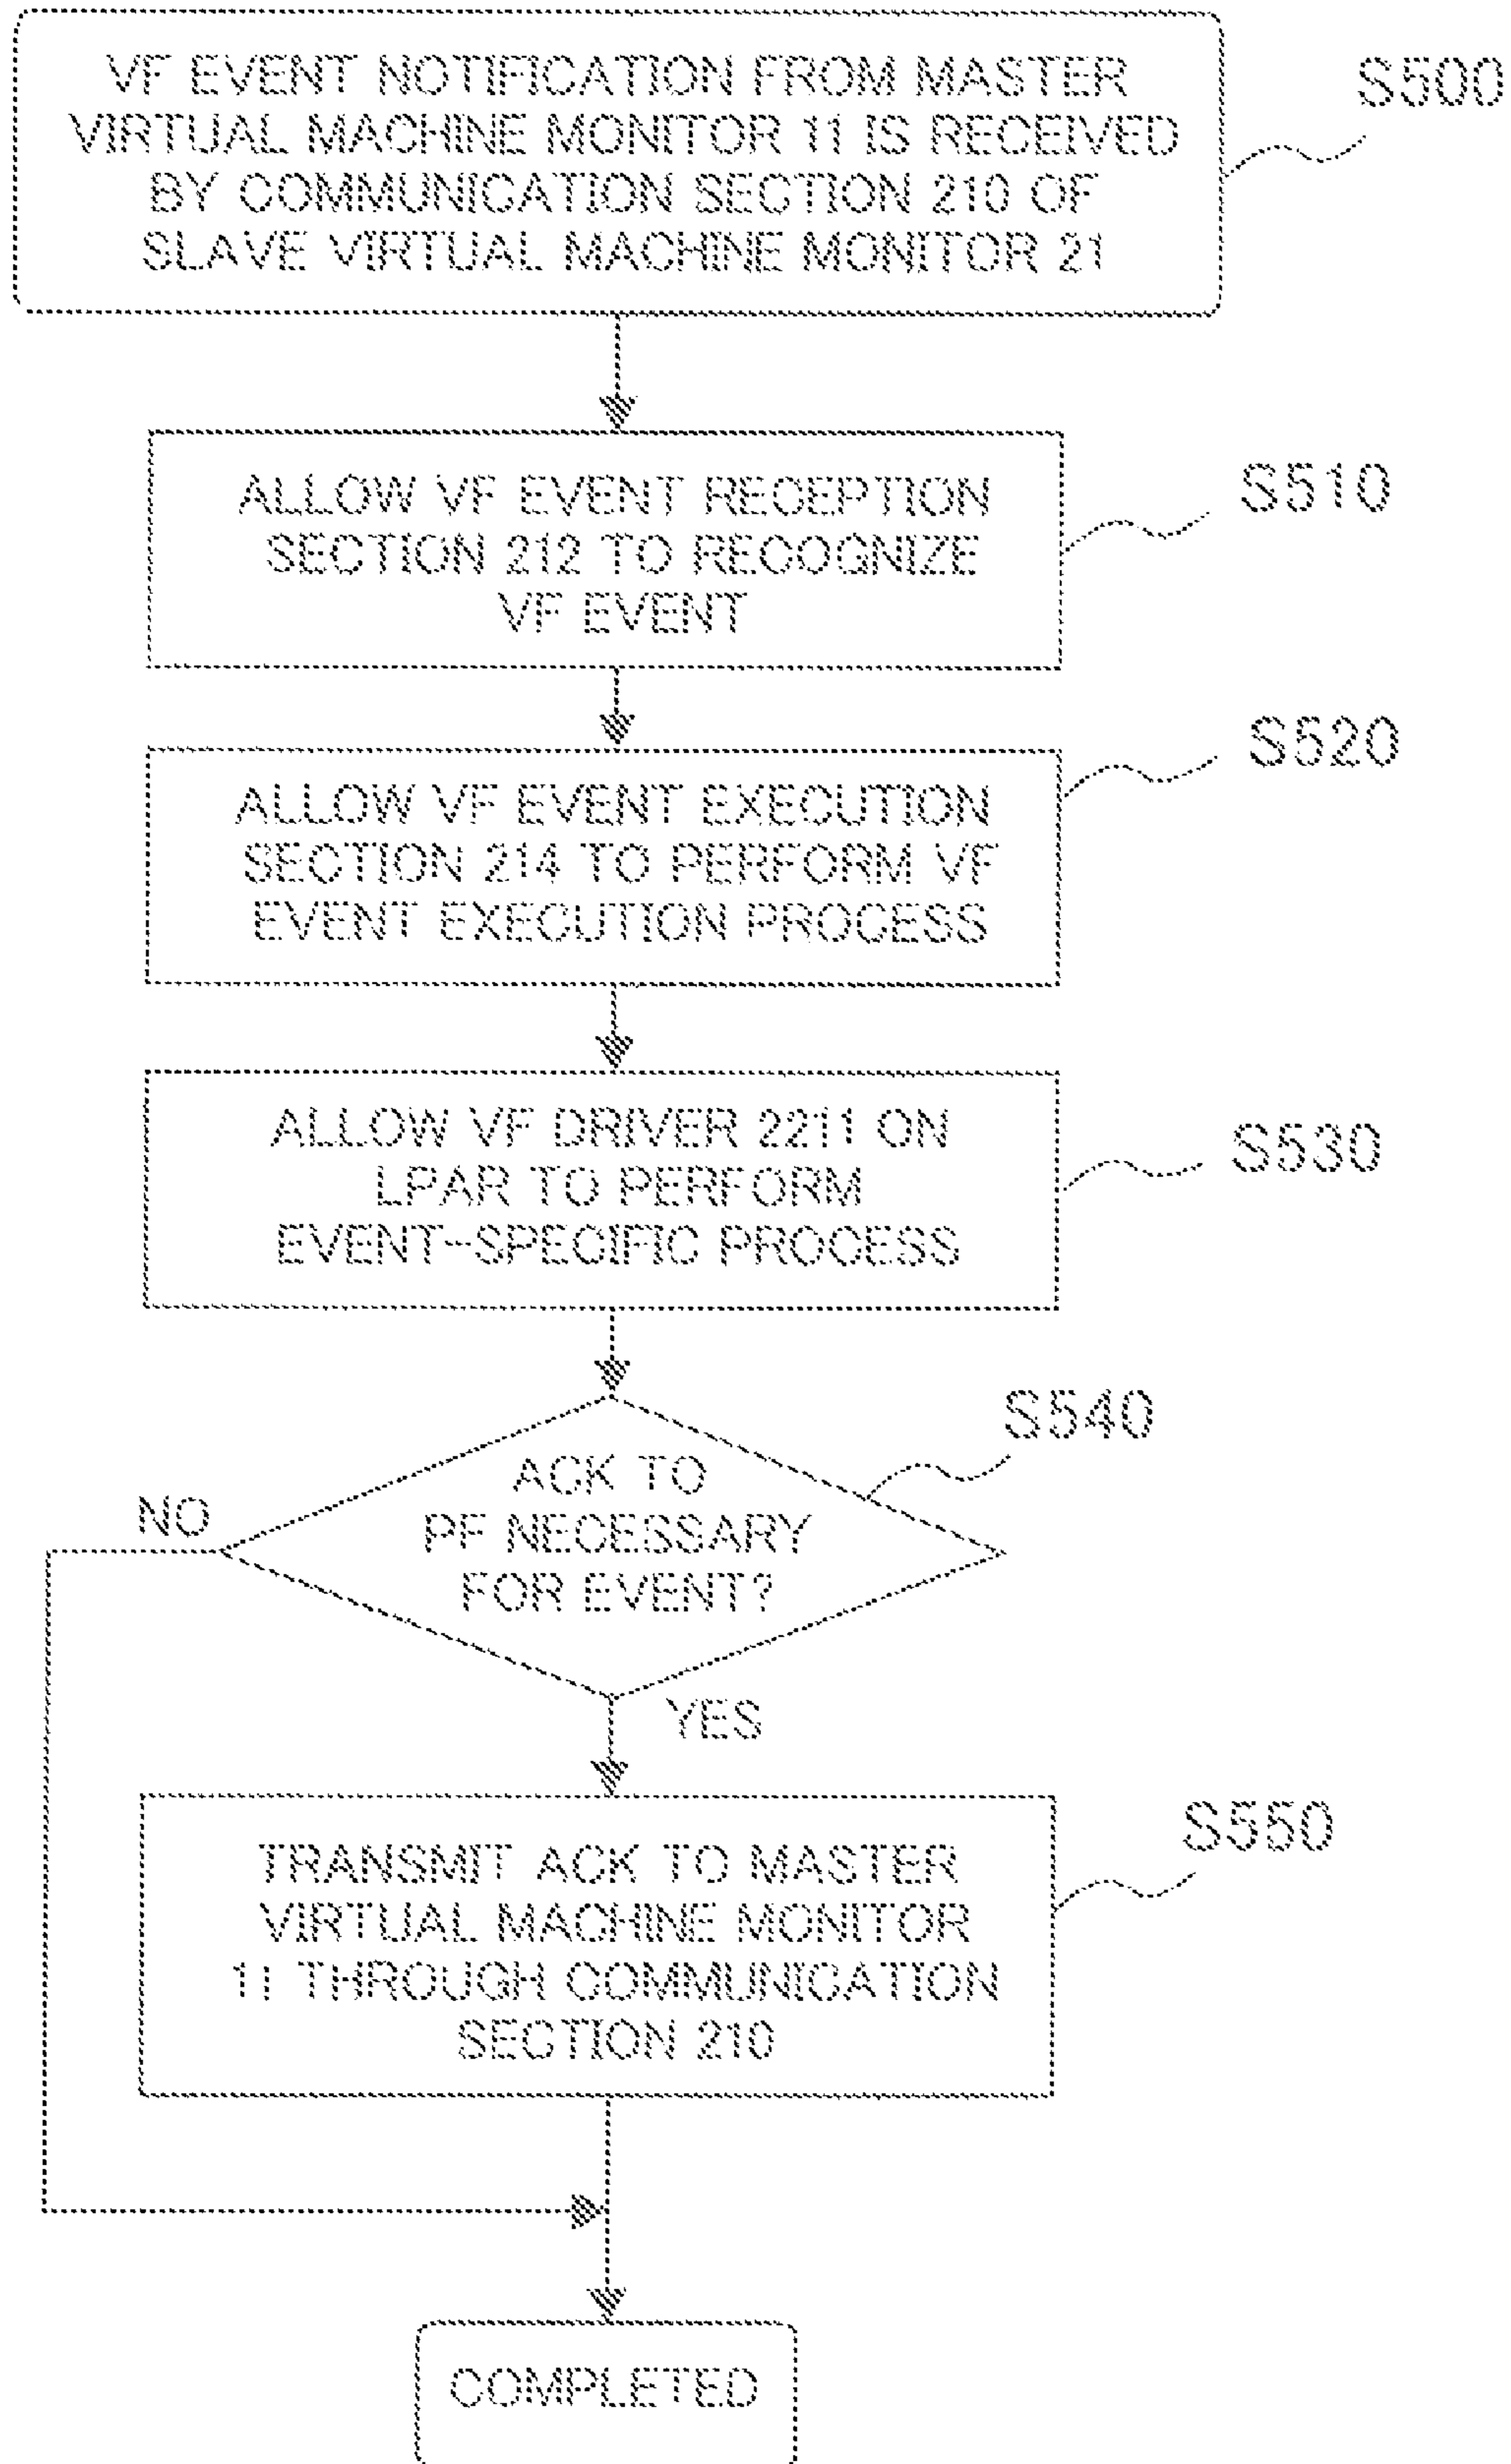 VF EVENT NOTIFICATION FROM MASTER
VIRTUAL MACHINE MONITOR 11 IS RECEIVED
BY COMMUNICATION SECTION 210 OF
SLAVE VIRTUAL MACHINE MONITOR 21
S500
ALLOW VF EVENT RECEPTION
SECTION 212 TO RECOGNIZE
VF EVENT
S510
ALLOW VF EVENT EXECUTION
SECTION 214 TO PERFORM VF
EVENT EXECUTION PROCESS
S520
ALLOW VF DRIVER 2211 ON
LPAR TO PERFORM
EVENT-SPECIFIC PROCESS
S530
ACK TO
PF NECESSARY
FOR EVENT?
S540
NO
YES
TRANSMIT ACK TO MASTER
VIRTUAL MACHINE MONITOR
11 THROUGH COMMUNICATION
SECTION 210
S550
COMPLETED